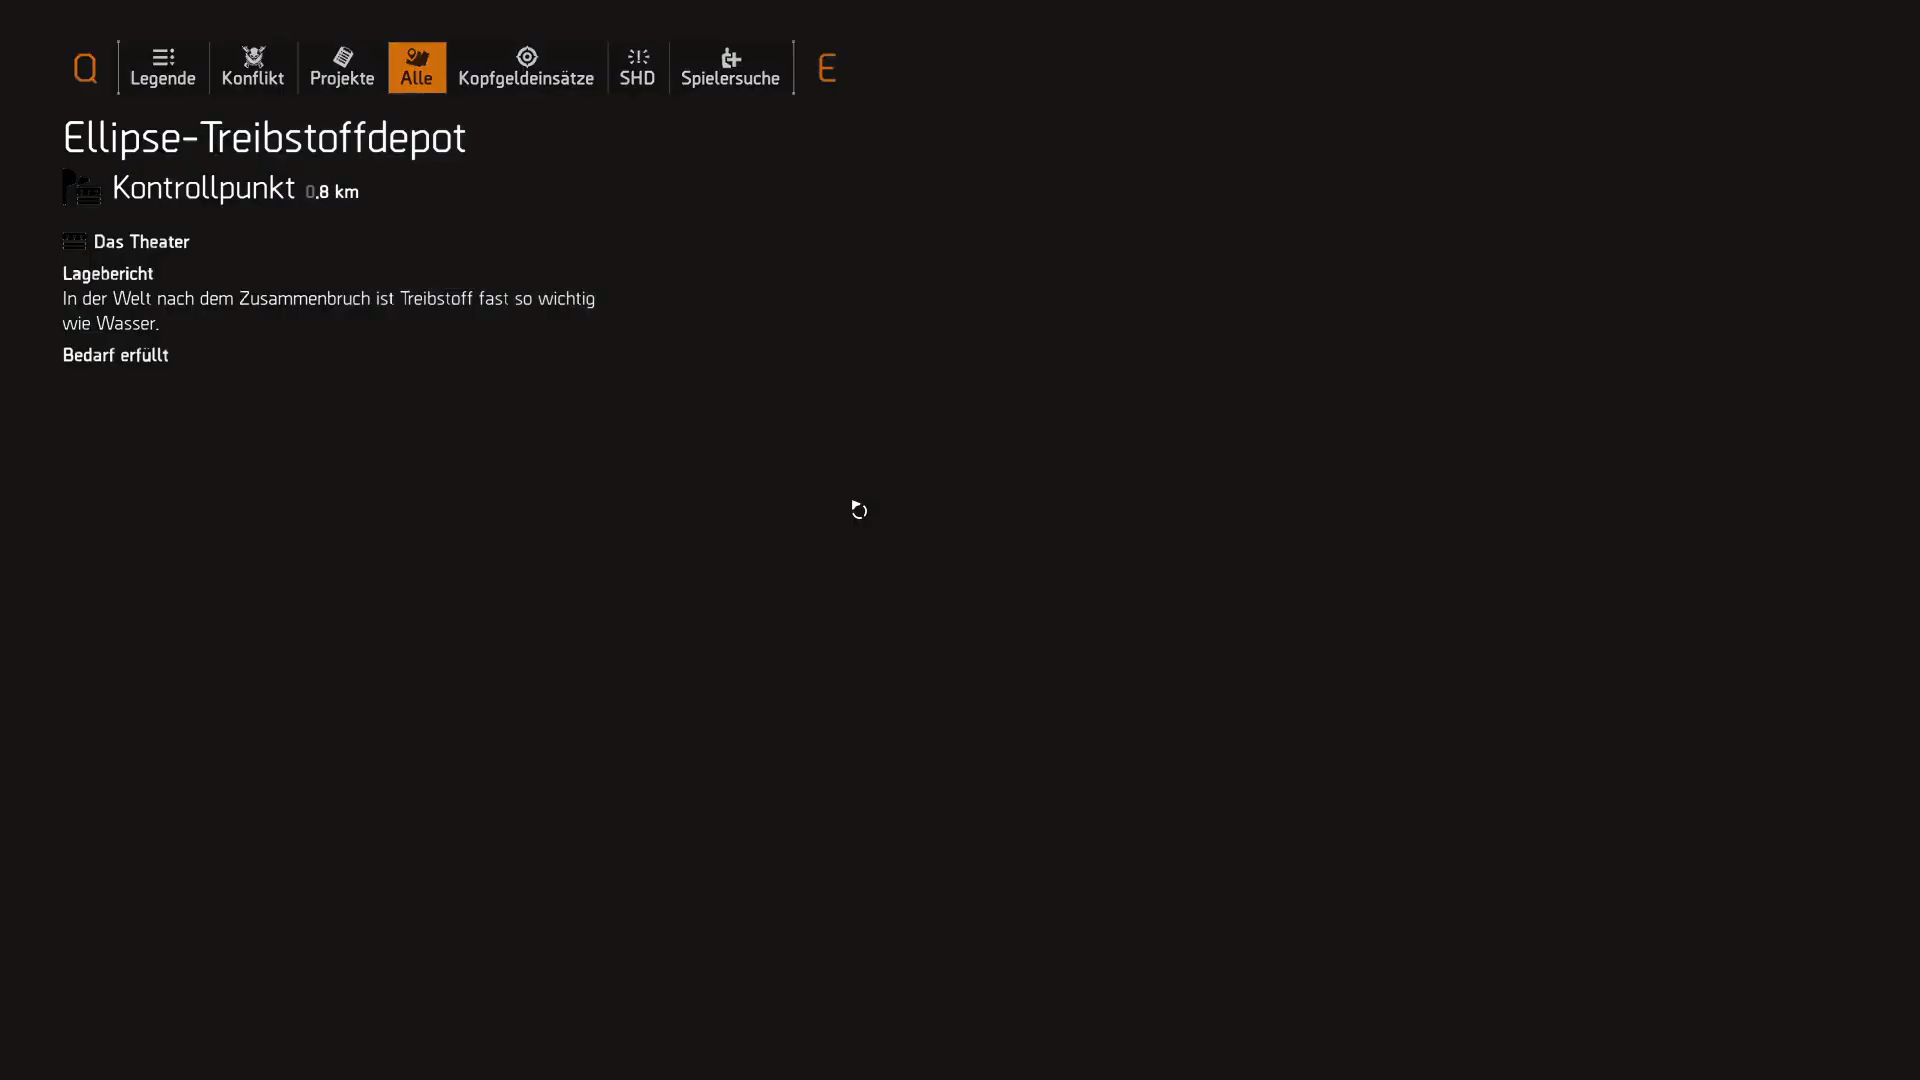 Q
Legende
Konflikt
Projekte
Alle
Kopfgeldeinsätze
SHD
Spielersuche
E
Ellipse-Treibstoffdepot
Kontrollpunkt 0.8 km
Das Theater
Lagebericht
In der Welt nach dem Zusammenbruch ist Treibstoff fast so wichtig
wie Wasser.
Bedarf erfüllt